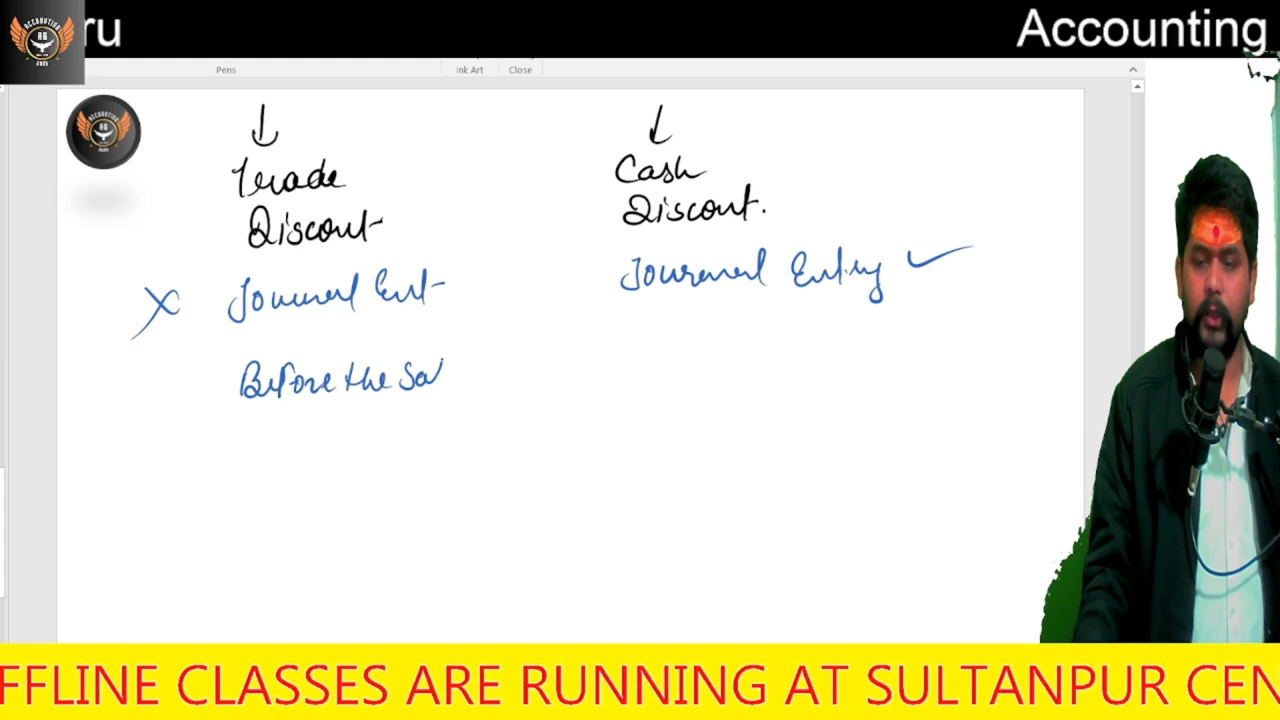 ru
Accounting
Pens
Ink Art
Close
Trade
Discount
Cash
Discount.
Journal Ent
Journal Entry
Before the Sal
FFLINE CLASSES ARE RUNNING AT SULTANPUR CEN